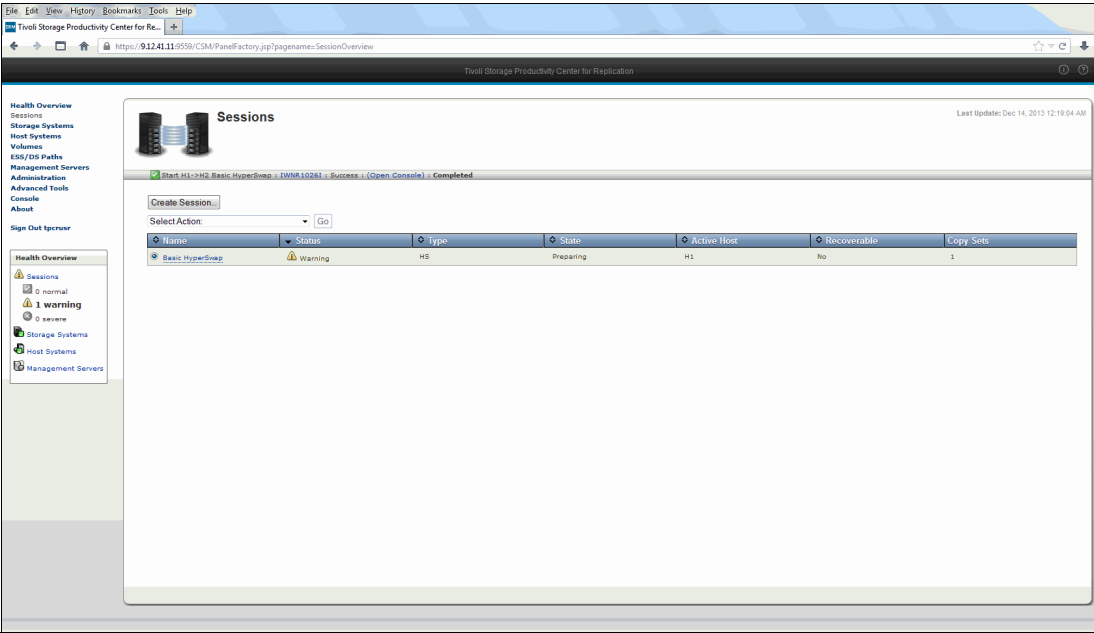 File Edit View History Bookmarks Tools Help
Tivoli Storage Productivity Center for Re... +
https://9.12.41.11:9559/CSM/PanelFactory.jsp?pagename=SessionOverview
Tivoli Storage Productivity Center for Replication
Health Overview
Sessions
Storage Systems
Host Systems
Volumes
ESS/DS Paths
Management Servers
Administration
Advanced Tools
Console
About
Sign Out tpcrusr
Health Overview
Sessions
0 normal
1 warning
0 severe
Storage Systems
Host Systems
Management Servers
Sessions
Last Update: Dec 14, 2013 12:19:04 AM
Start H1->H2 Basic HyperSwap : IWNR1026I : Success : (Open Console) : Completed
Create Session...
Select Action: Go
Name Status Type State Active Host Recoverable Copy Sets
Basic HyperSwap Warning HS Preparing H1 No 1